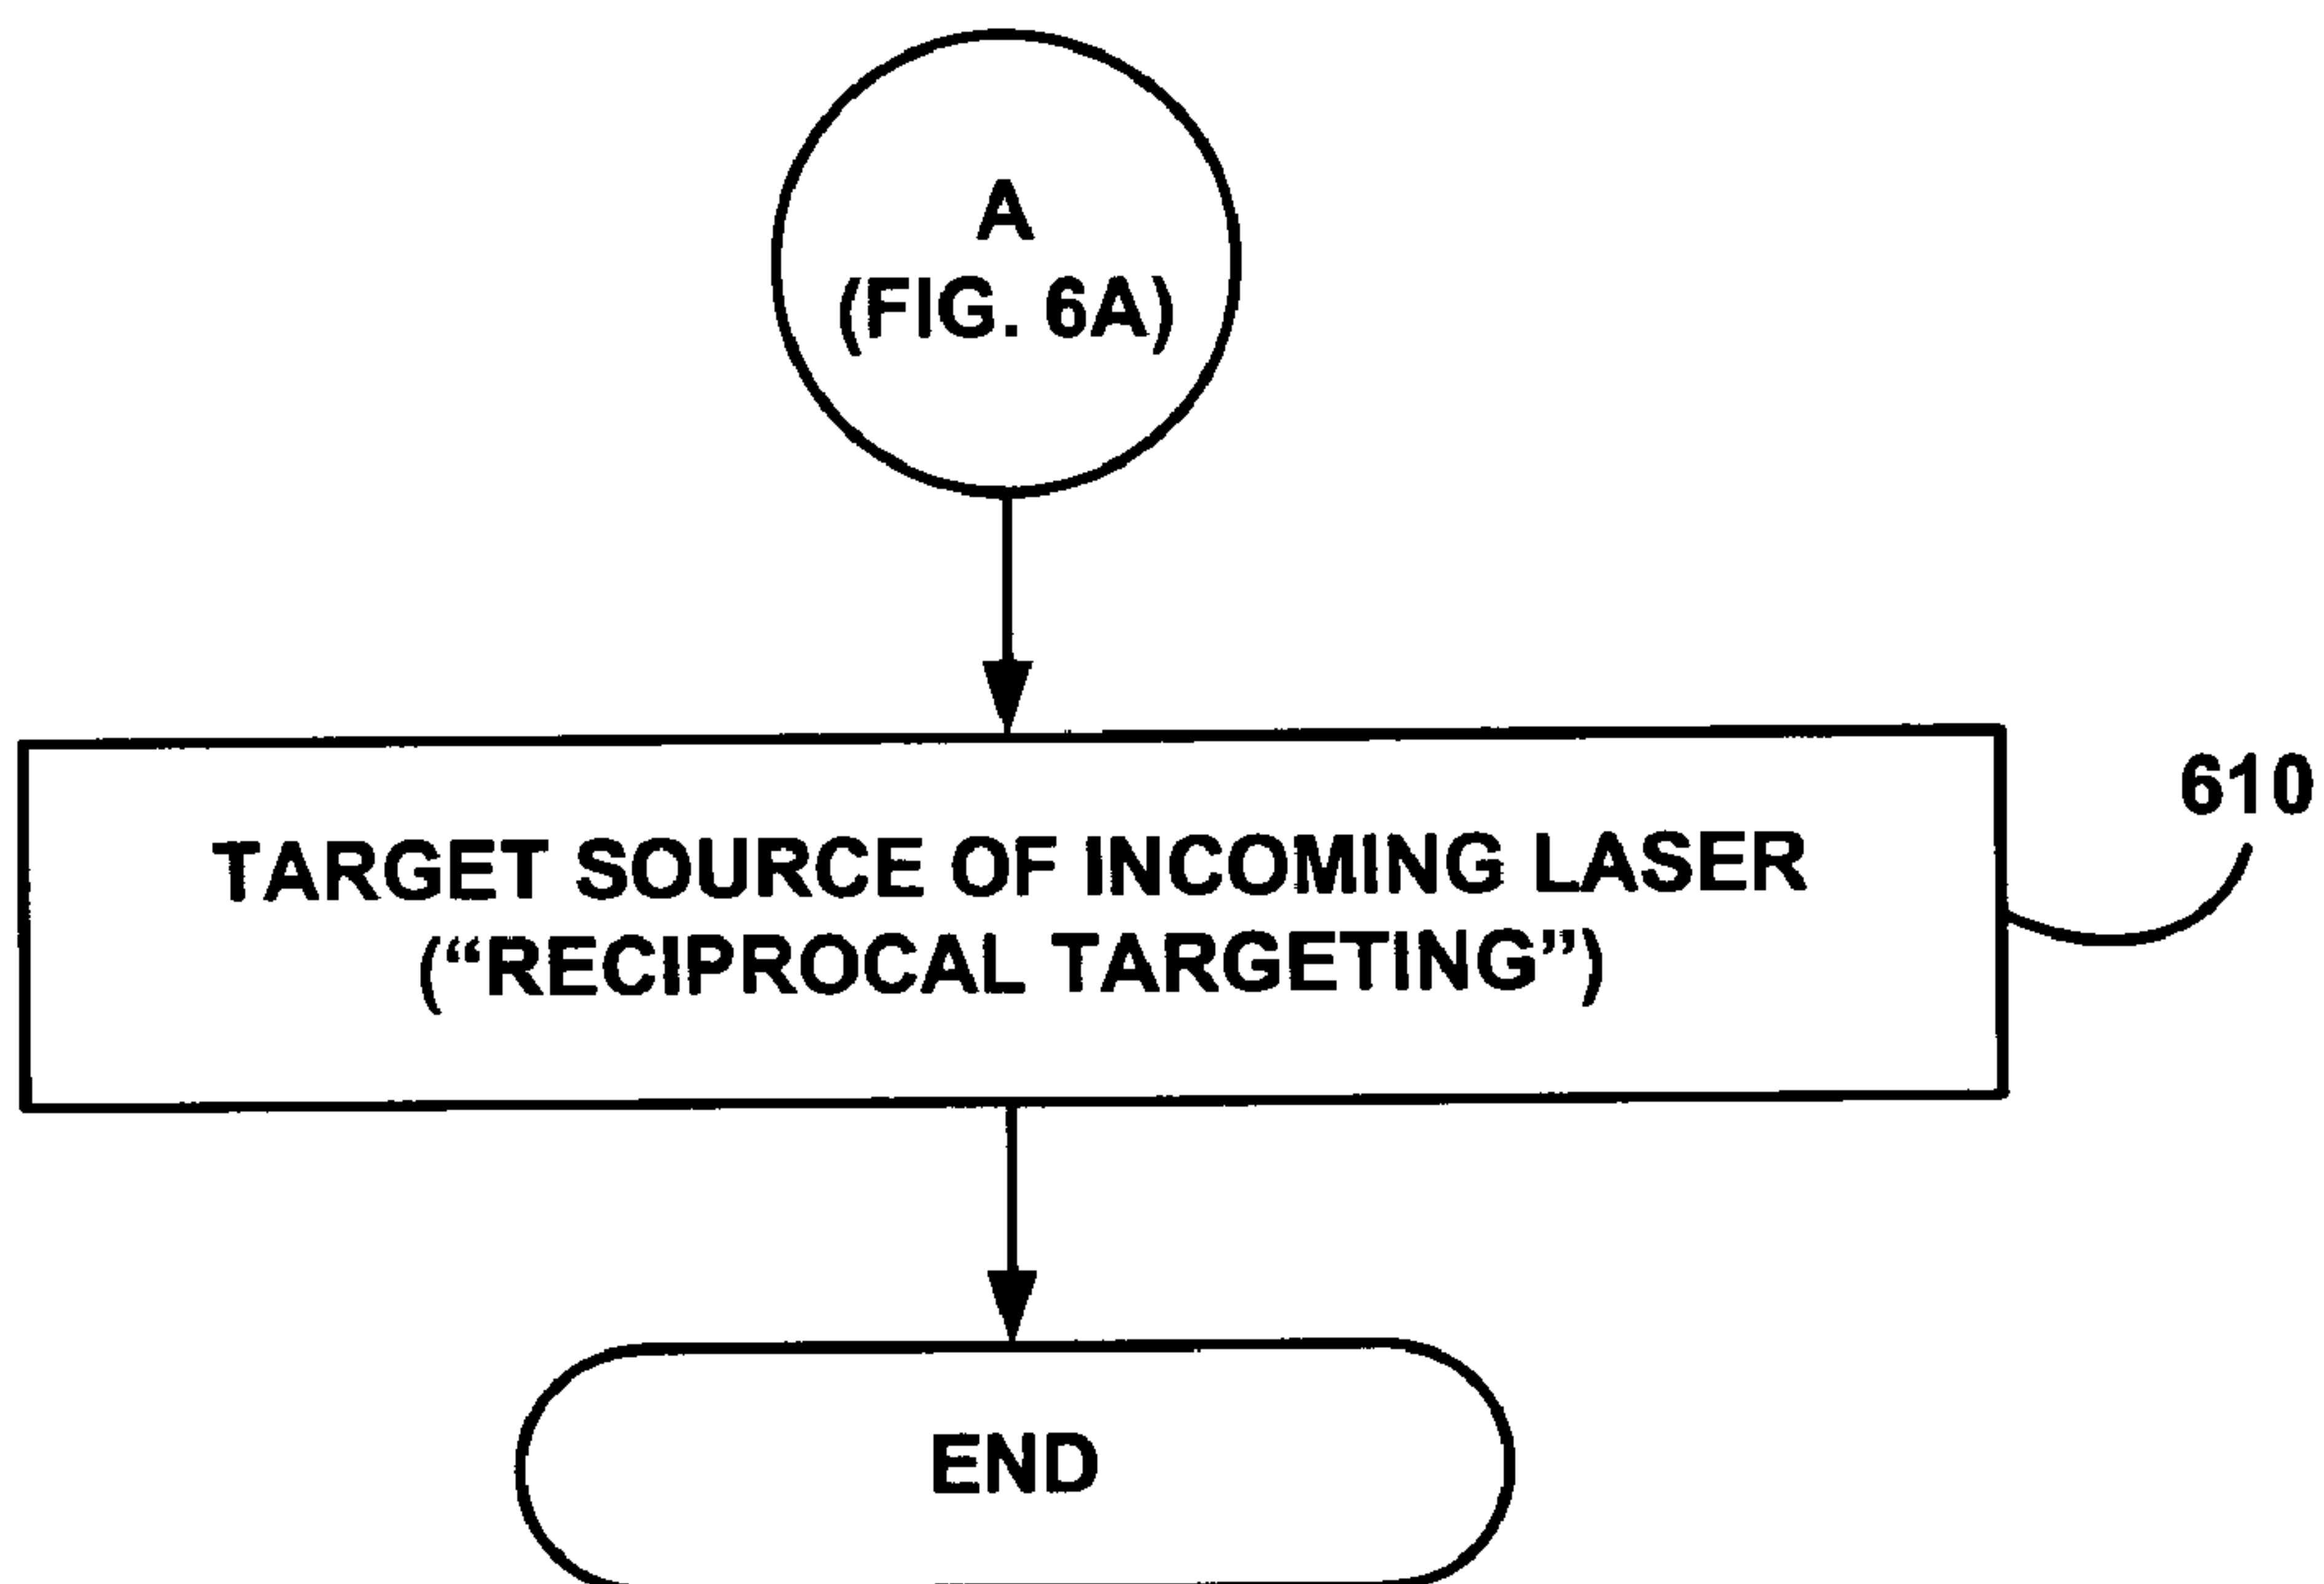 A
(FIG. 6A)
610
TARGET SOURCE OF INCOMING LASER
(“RECIPROCAL TARGETING”)
END